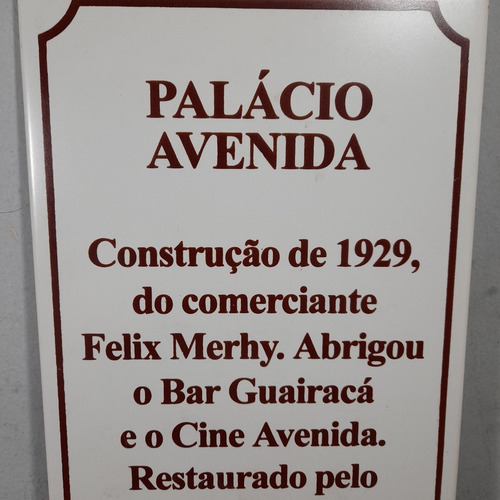 PALÁCIO
AVENIDA
Construção de 1929,
do comerciante
Felix Merhy. Abrigou
o Bar Guairacá
e o Cine Avenida.
Restaurado pelo